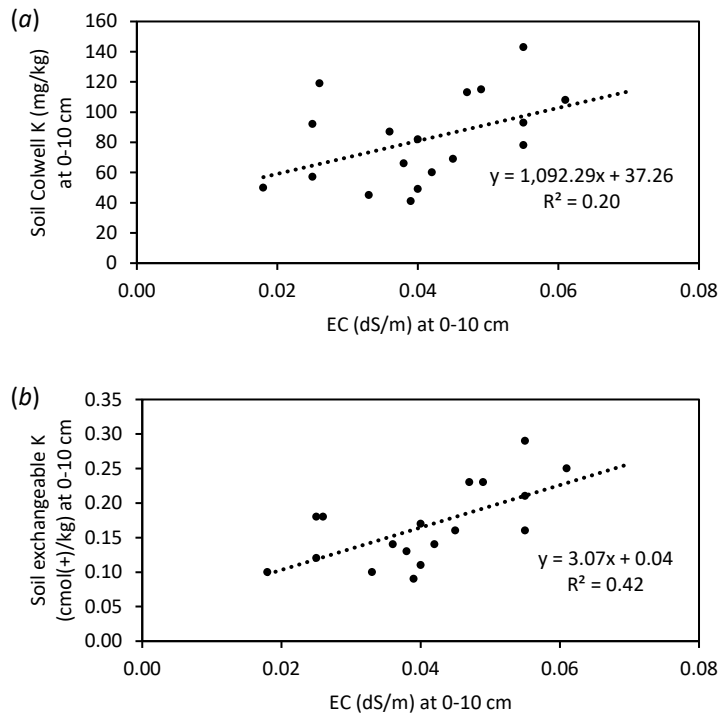 (a)
Soil Colwell K (mg/kg)
at 0-10 cm
160
140
120
100
80
60
40
20
0
y = 1,092.29x + 37.26
R² = 0.20
0.00 0.02 0.04 0.06 0.08
EC (dS/m) at 0-10 cm
(b)
Soil exchangeable K
(cmol(+)/kg) at 0-10 cm
0.35
0.30
0.25
0.20
0.15
0.10
0.05
0.00
y = 3.07x + 0.04
R² = 0.42
0.00 0.02 0.04 0.06 0.08
EC (dS/m) at 0-10 cm